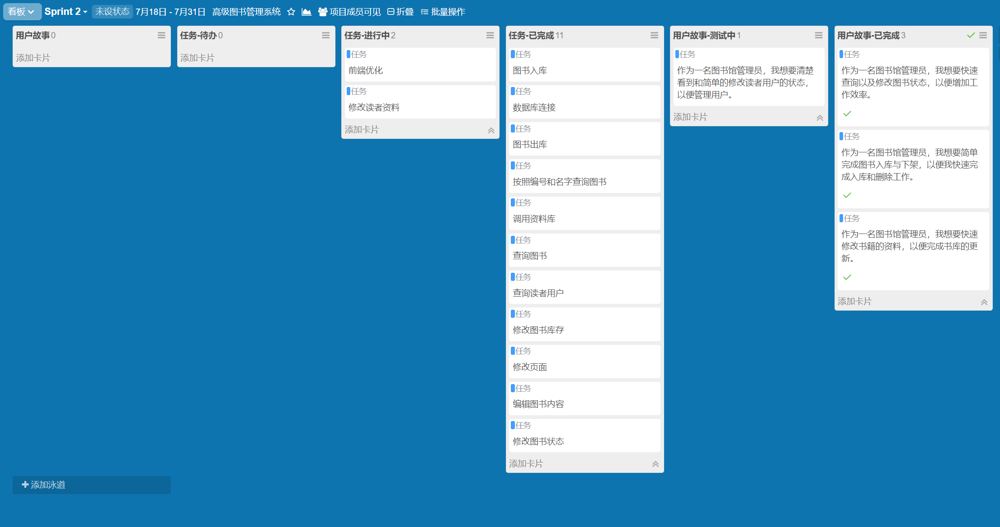 看板 Sprint 2 未设状态 7月18日 - 7月31日 高级图书管理系统 项目成员可见 折叠 批量操作
用户故事 0
添加卡片
任务-待办 0
添加卡片
任务-进行中 2
任务
前端优化
任务
修改读者资料
添加卡片
任务-已完成 11
任务
图书入库
任务
数据库连接
任务
图书出库
任务
按照编号和名字查询图书
任务
调用资料库
任务
查询图书
任务
查询读者用户
任务
修改图书库存
任务
修改页面
任务
编辑图书内容
任务
修改图书状态
添加卡片
用户故事-测试中 1
任务
作为一名图书馆管理员，我想要清楚
看到和简单的修改读者用户的状态，
以便管理用户。
添加卡片
用户故事-已完成 3
任务
作为一名图书馆管理员，我想要快速
查询以及修改图书状态，以便增加工
作效率。
任务
作为一名图书馆管理员，我想要简单
完成图书入库与下架，以便我快速完
成入库和删除工作。
任务
作为一名图书馆管理员，我想要快速
修改书籍的资料，以便完成书库的更
新。
添加卡片
添加泳道